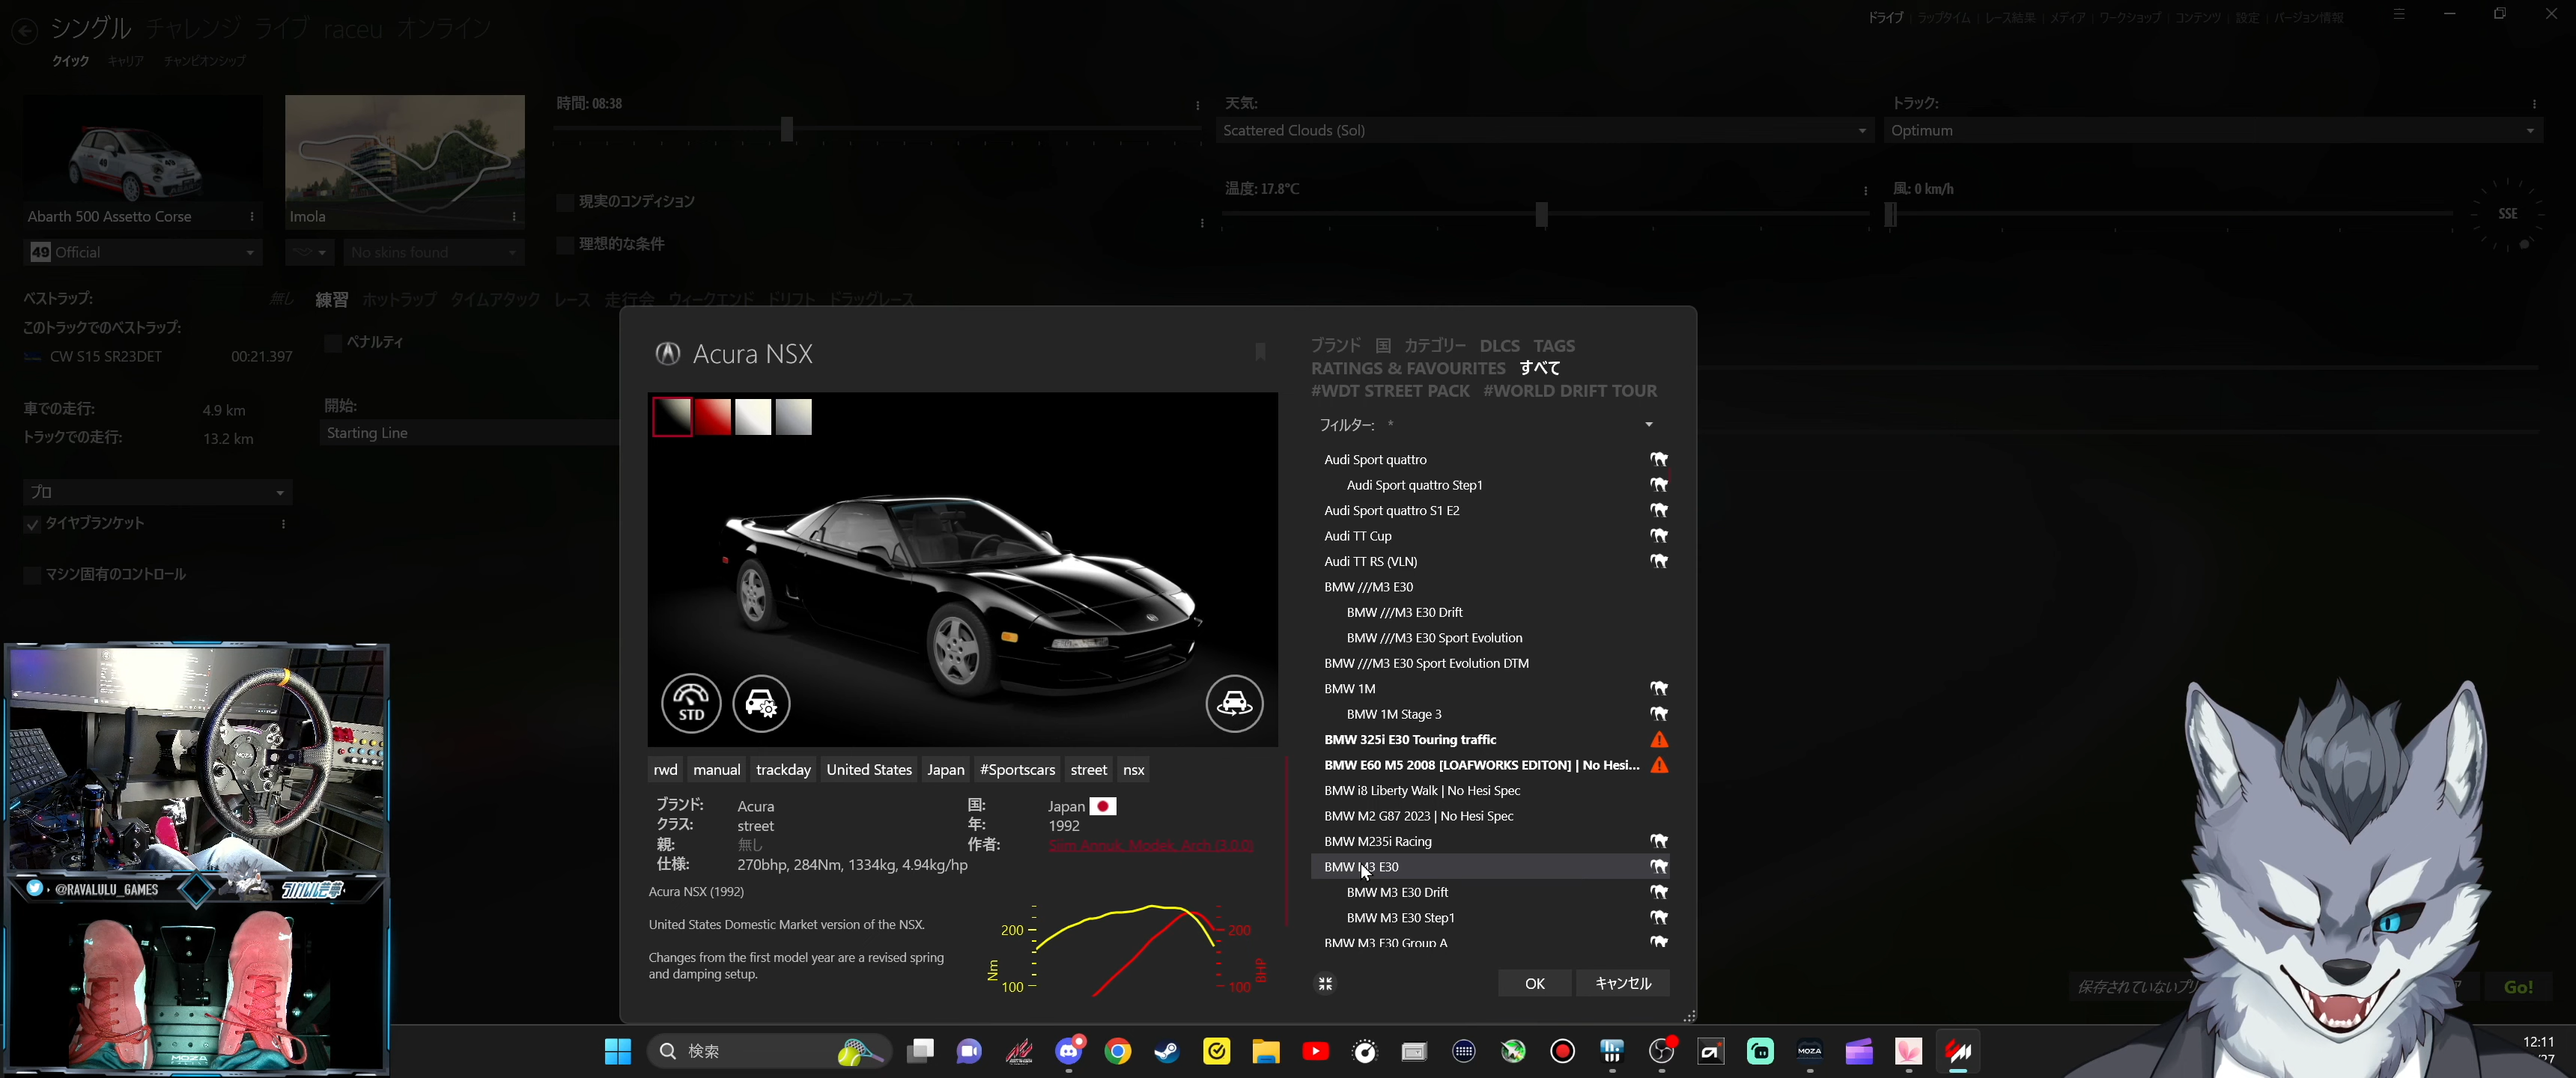 シングル チャレンジ ライブ raceu オンライン
ドライブ | ラップタイム | レース結果 | メディア | ワークショップ | コンテンツ | 設定 | バージョン情報
クイック キャリア チャンピオンシップ
時間: 08:38
天気:
トラック:
Scattered Clouds (Sol)
Optimum
現実のコンディション
温度: 17.8°C
風: 0 km/h
SSE
Abarth 500 Assetto Corse
Imola
理想的な条件
49 Official
No skins found
ベストラップ: 無し
練習 ホットラップ タイムアタック レース 走行会 ウィークエンド ドリフト ドラッグレース
このトラックでのベストラップ:
CW S15 SR23DET 00:21.397
ペナルティ
車での走行: 4.9 km
開始:
トラックでの走行: 13.2 km
Starting Line
プロ
タイヤブランケット
マシン固有のコントロール
Acura NSX
STD
rwd manual trackday United States Japan #Sportscars street nsx
ブランド: Acura
国: Japan
クラス: street
年: 1992
親: 無し
作者:
仕様: 270bhp, 284Nm, 1334kg, 4.94kg/hp
Acura NSX (1992)
United States Domestic Market version of the NSX.
Changes from the first model year are a revised spring
and damping setup.
200
100
Nm
200
100
BHP
ブランド 国 カテゴリー DLCS TAGS
RATINGS & FAVOURITES すべて
#WDT STREET PACK #WORLD DRIFT TOUR
フィルター: *
Audi Sport quattro
Audi Sport quattro Step1
Audi Sport quattro S1 E2
Audi TT Cup
Audi TT RS (VLN)
BMW ///M3 E30
BMW ///M3 E30 Drift
BMW ///M3 E30 Sport Evolution
BMW ///M3 E30 Sport Evolution DTM
BMW 1M
BMW 1M Stage 3
BMW 325i E30 Touring traffic
BMW E60 M5 2008 [LOAFWORKS EDITON] | No Hesi...
BMW i8 Liberty Walk | No Hesi Spec
BMW M2 G87 2023 | No Hesi Spec
BMW M235i Racing
BMW M3 E30
BMW M3 E30 Drift
BMW M3 E30 Step1
BMW M3 E30 Group A
OK
キャンセル
保存されていないプリ
Go!
MOZA
@RAVALULU_GAMES
MOZA
検索
MOZA
12:11
/27